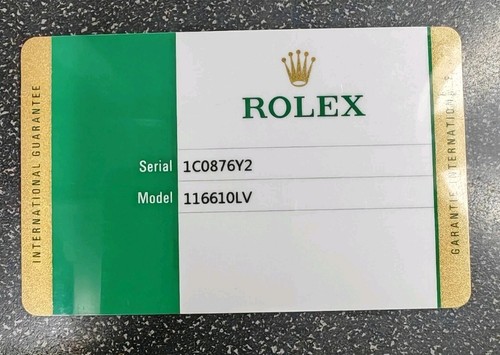 INTERNATIONAL GUARANTEE
ROLEX
Serial 1C0876Y2
Model 116610LV
GARANTIE INTERNATIONALE